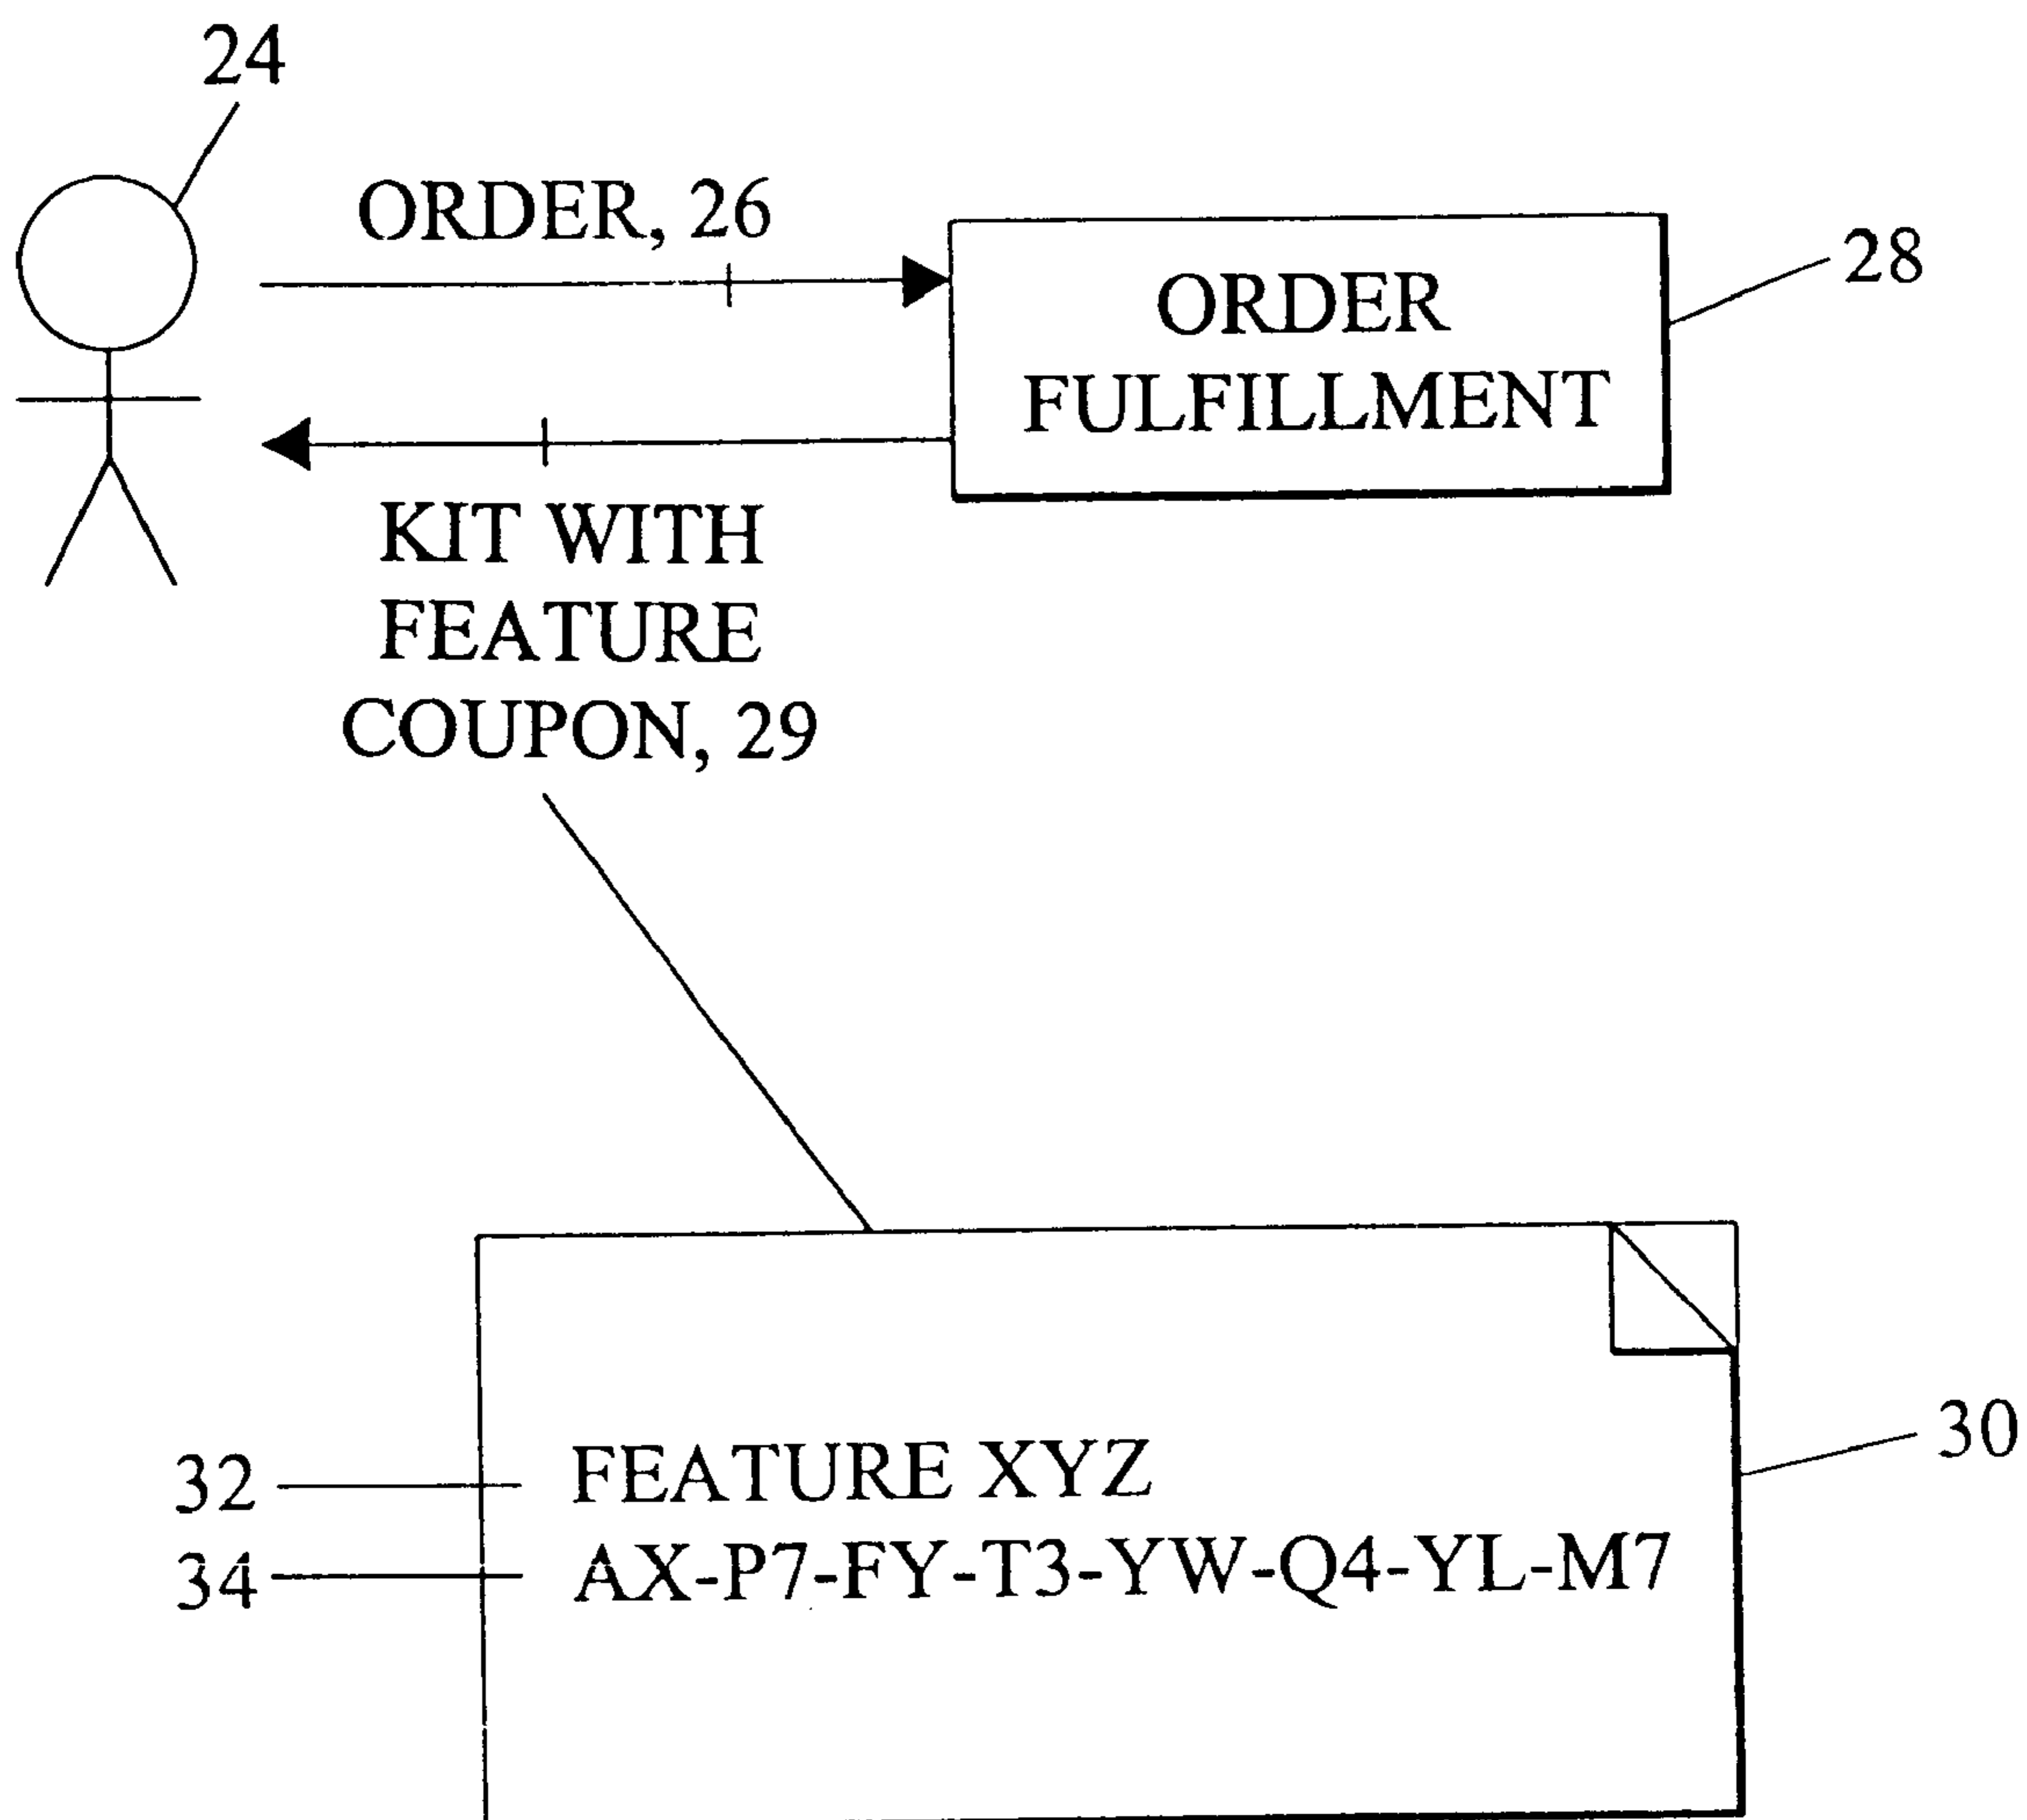 24
ORDER, 26
28
ORDER
FULFILLMENT
KIT WITH
FEATURE
COUPON, 29
30
32
FEATURE XYZ
34
AX-P7-FY-T3-YW-Q4-YL-M7